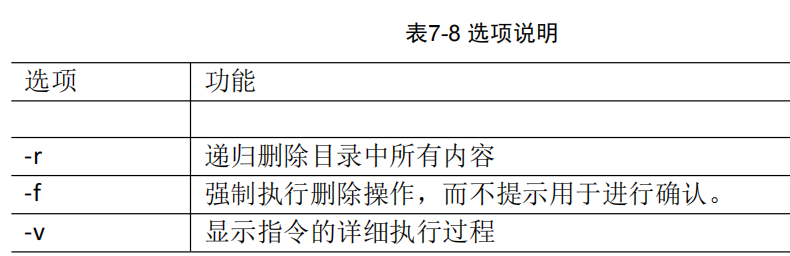 表7-8 选项说明
选项 功能
-r 递归删除目录中所有内容
-f 强制执行删除操作，而不提示用于进行确认。
-v 显示指令的详细执行过程